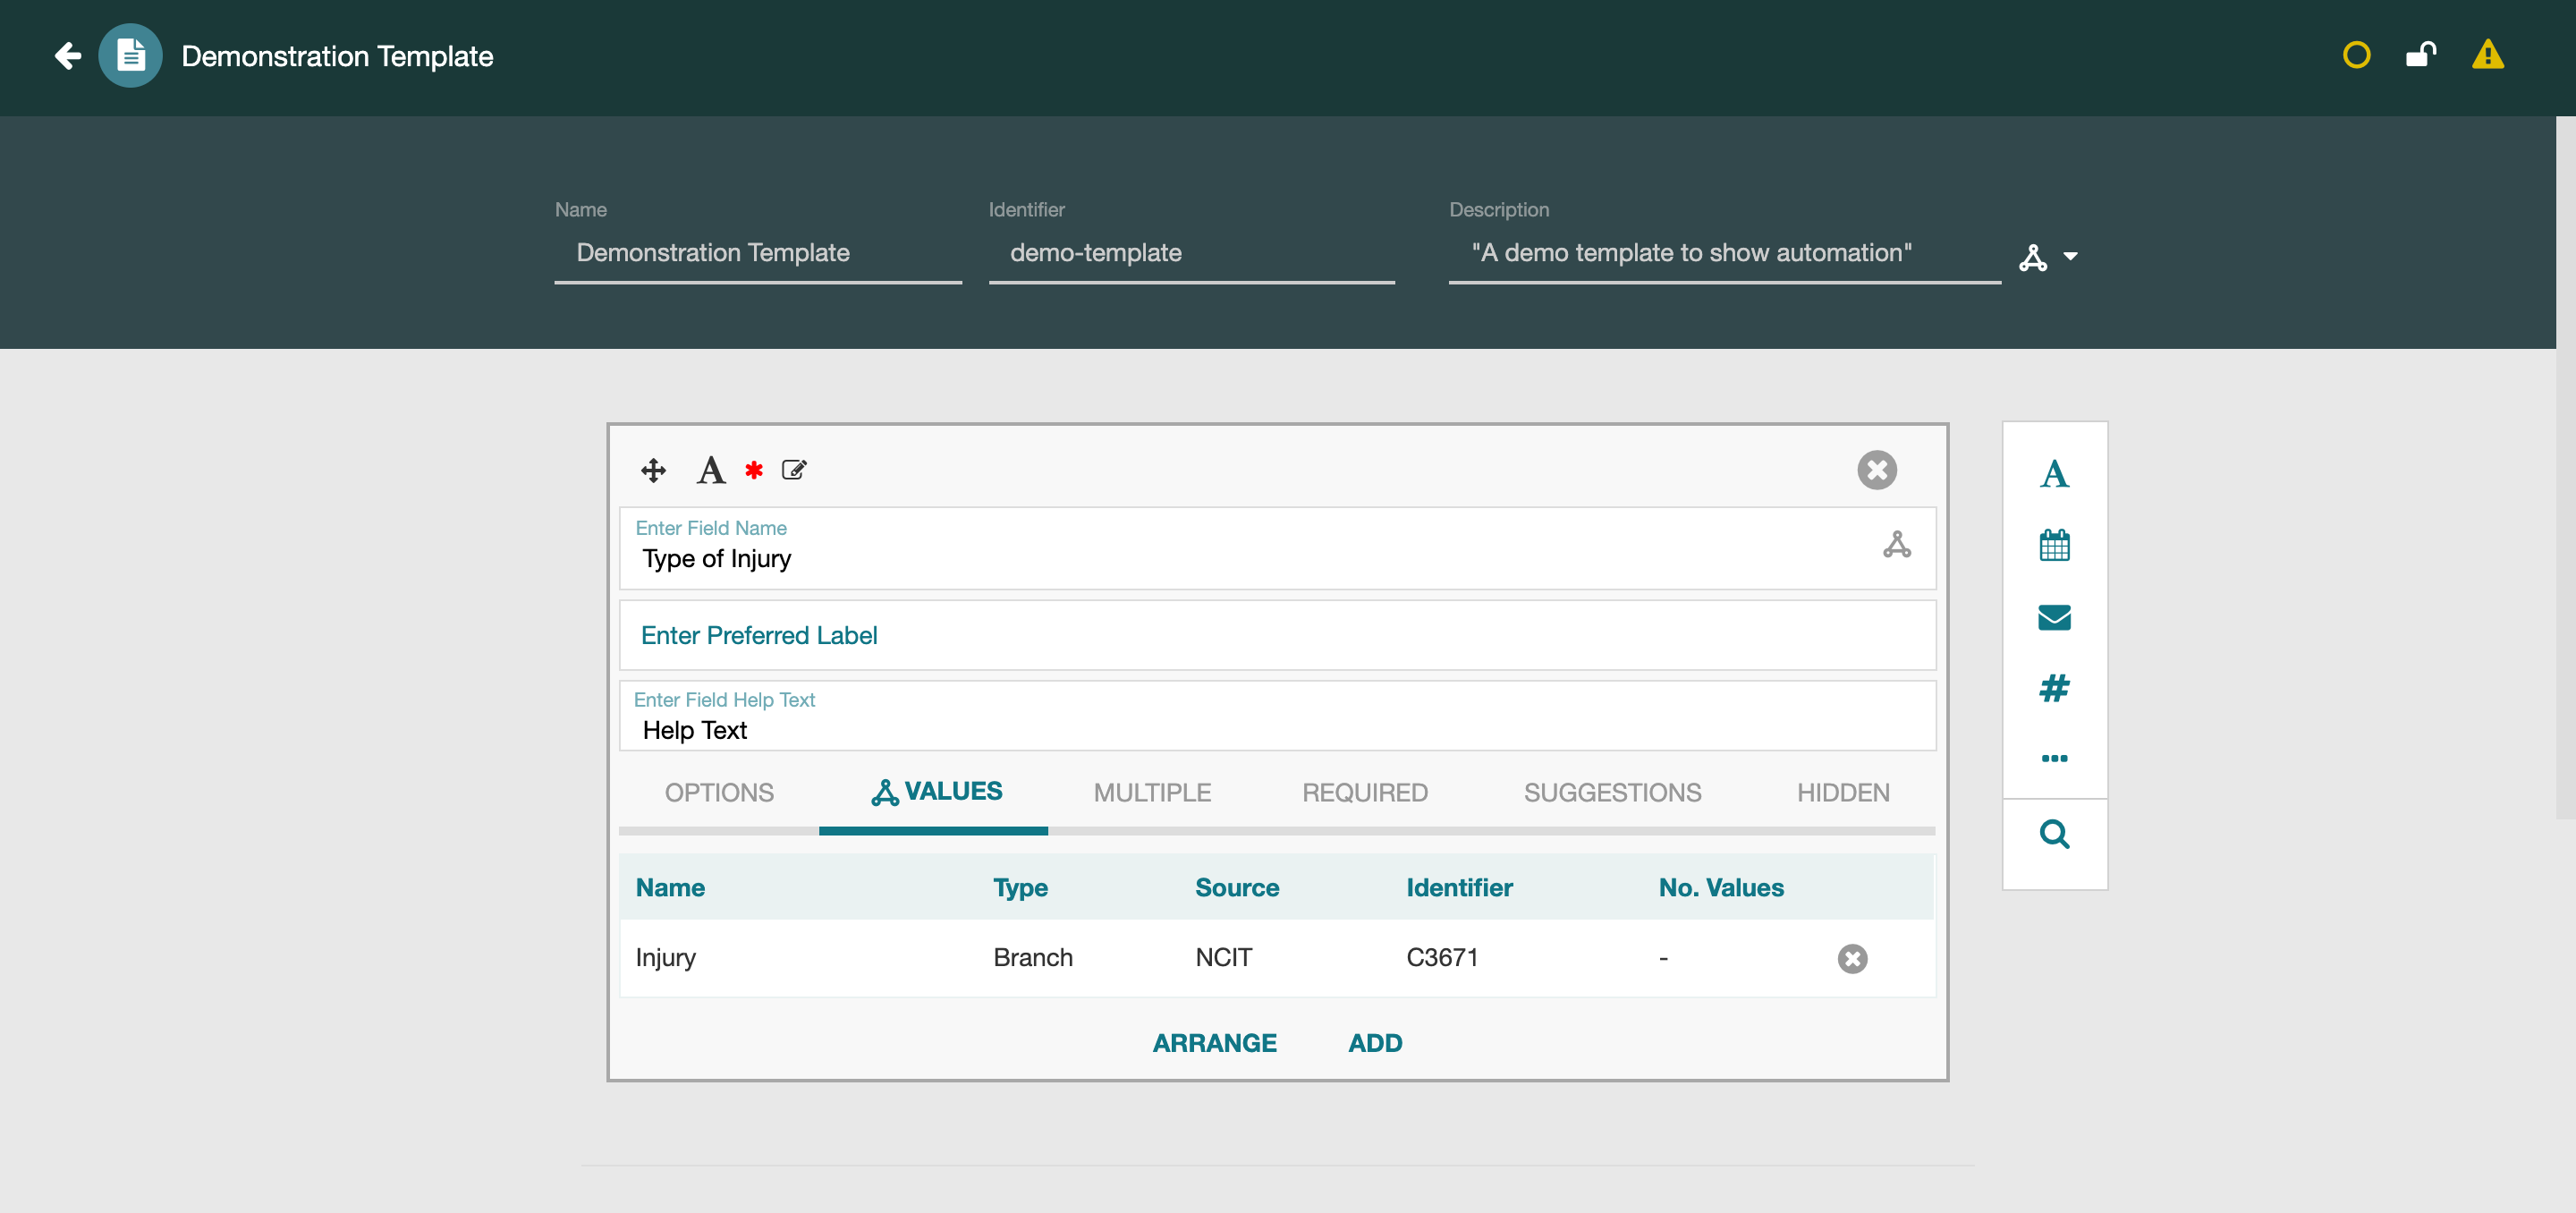 Demonstration Template
Name Identifier Description
Demonstration Template demo-template "A demo template to show automation"
A
Enter Field Name
Type of Injury
Enter Preferred Label
Enter Field Help Text
Help Text
OPTIONS VALUES MULTIPLE REQUIRED SUGGESTIONS HIDDEN
Name Type Source Identifier No. Values
Injury Branch NCIT C3671 -
ARRANGE ADD
A
#